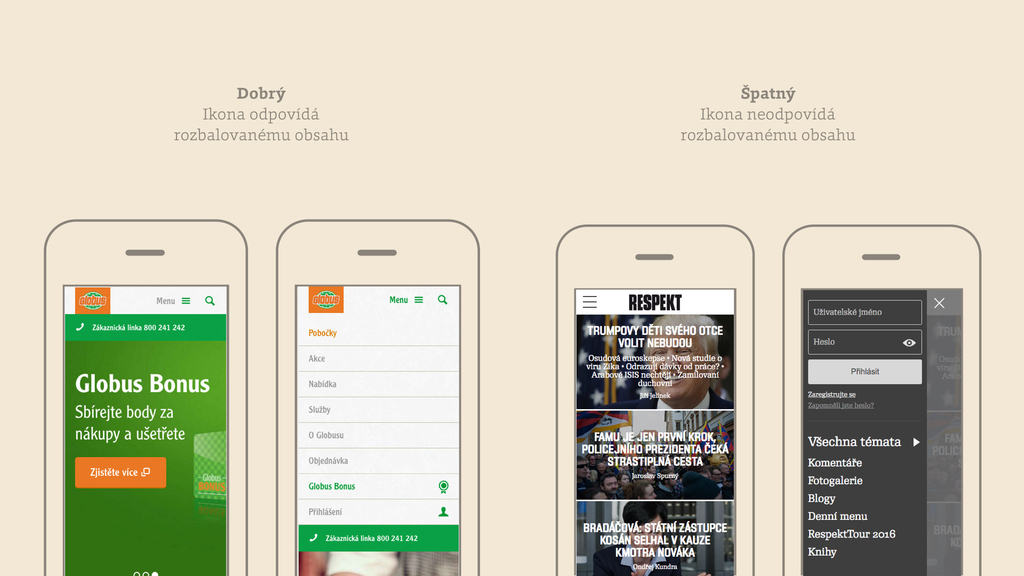 Dobrý
Ikona odpovídá
rozbalovanému obsahu
Špatný
Ikona neodpovídá
rozbalovanému obsahu
Globus
Menu
Zákaznická linka 800 241 242
Globus Bonus
Sbírejte body za
nákupy a ušetřete
Zjistěte více
Globus
BONUS
Globus
Menu
Pobočky
Akce
Nabídka
Služby
O Globusu
Objednávka
Globus Bonus
Přihlášení
Zákaznická linka 800 241 242
RESPEKT
TRUMPOVY DĚTI SVÉHO OTCE
VOLIT NEBUDOU
Osudová euroskepse • Nová studie o
viru Zika • Odrazují dávky od práce? •
Arabové ISIS nechtějí • Zamilovaní
duchovní
Jiří Jelínek
FAMU JE JEN PRVNÍ KROK,
POLICEJNÍHO PREZIDENTA ČEKÁ
STRASTIPLNÁ CESTA
Jaroslav Spurný
BRADÁČOVÁ: STÁTNÍ ZÁSTUPCE
KOSÁN SELHAL V KAUZE
KMOTRA NOVÁKA
Ondřej Kundra
Uživatelské jméno
Heslo
Přihlásit
Zaregistrujte se
Zapomněli jste heslo?
Všechna témata
Komentáře
Fotogalerie
Blogy
Denní menu
RespektTour 2016
Knihy